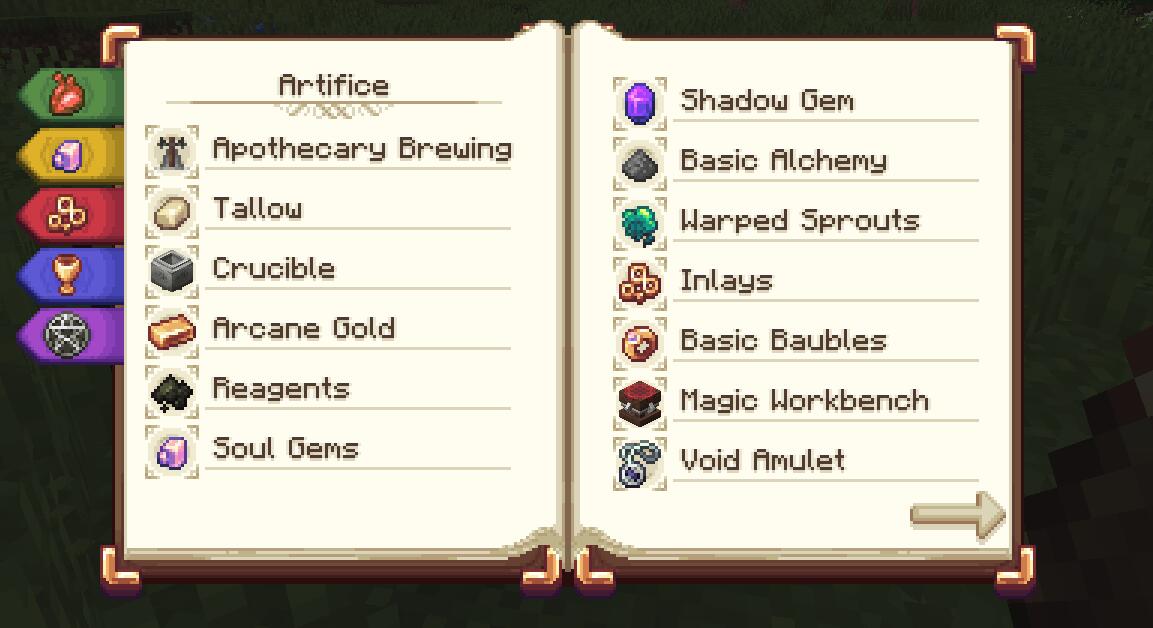 Artifice
Apothecary Brewing
Tallow
Crucible
Arcane Gold
Reagents
Soul Gems
Shadow Gem
Basic Alchemy
Warped Sprouts
Inlays
Basic Baubles
Magic Workbench
Void Amulet